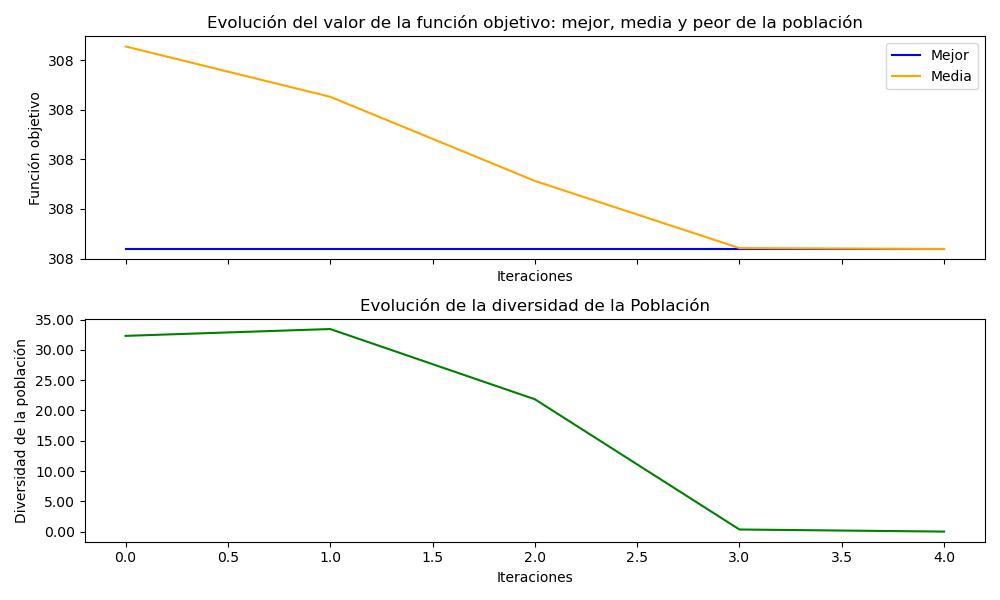 Evolución del valor de la función objetivo: mejor, media y peor de la población
Función objetivo
308
308
308
308
308
Mejor
Media
Iteraciones
Evolución de la diversidad de la Población
Diversidad de la población
35.00
30.00
25.00
20.00
15.00
10.00
5.00
0.00
0.0 0.5 1.0 1.5 2.0 2.5 3.0 3.5 4.0
Iteraciones